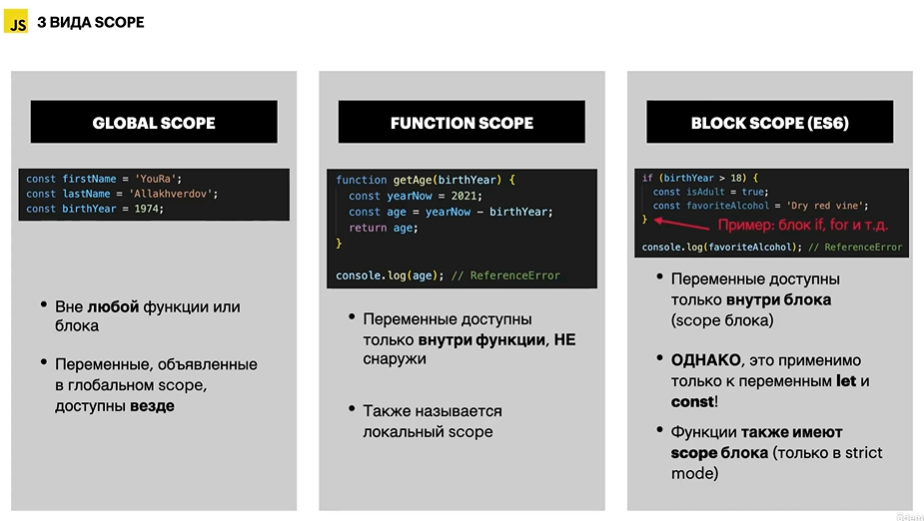 JS 3 ВИДА SCOPE
GLOBAL SCOPE
const firstName = 'YouRa';
const lastName = 'Allakhverdov';
const birthYear = 1974;
• Вне любой функции или
блока
• Переменные, объявленные
в глобальном scope,
доступны везде
FUNCTION SCOPE
function getAge(birthYear) {
const yearNow = 2021;
const age = yearNow - birthYear;
return age;
}
console.log(age); // ReferenceError
• Переменные доступны
только внутри функции, НЕ
снаружи
• Также называется
локальный scope
BLOCK SCOPE (ES6)
if (birthYear > 18) {
const isAdult = true;
const favoriteAlcohol = 'Dry red vine';
}
Пример: блок if, for и т.д.
console.log(favoriteAlcohol); // ReferenceError
• Переменные доступны
только внутри блока
(scope блока)
• ОДНАКО, это применимо
только к переменным let и
const!
• Функции также имеют
scope блока (только в strict
mode)